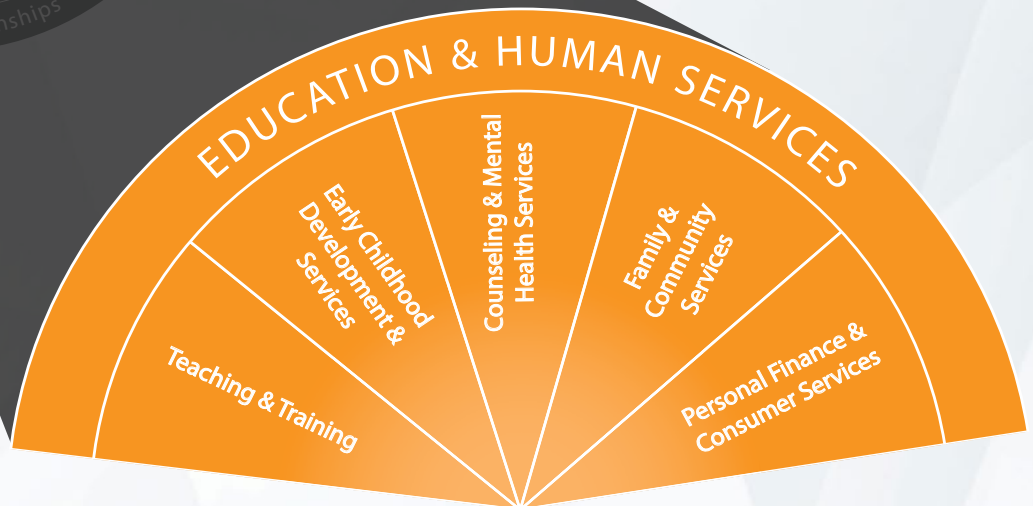 EDUCATION & HUMAN SERVICES
Teaching & Training
Early Childhood
Development &
Services
Counseling & Mental
Health Services
Family &
Community
Services
Personal Finance &
Consumer Services